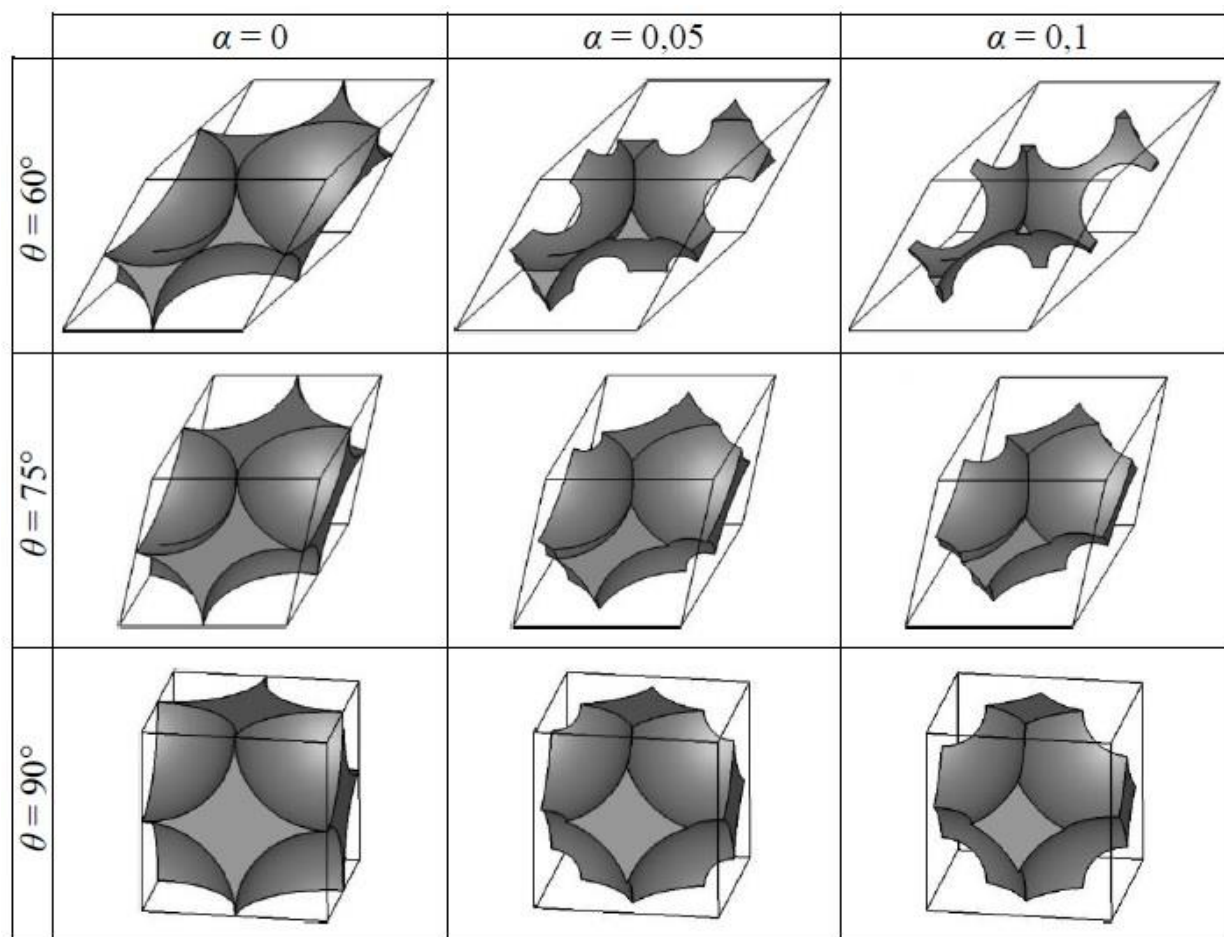 α = 0 α = 0,05 α = 0,1
θ = 60°
θ = 75°
θ = 90°